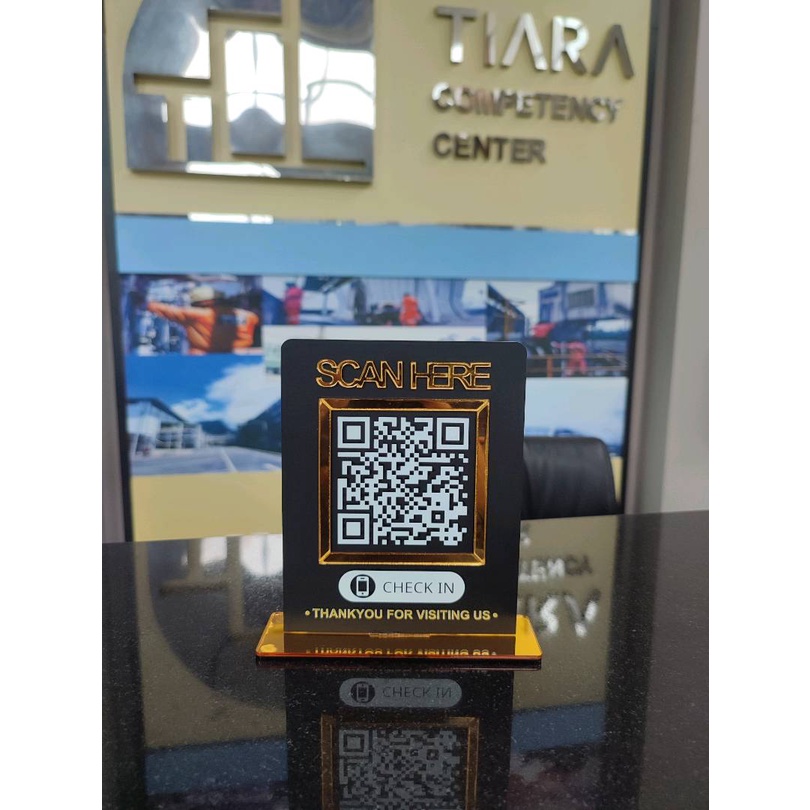 TIARA
COMPETENCY
CENTER
SCAN HERE
CHECK IN
•THANKYOU FOR VISITING US•